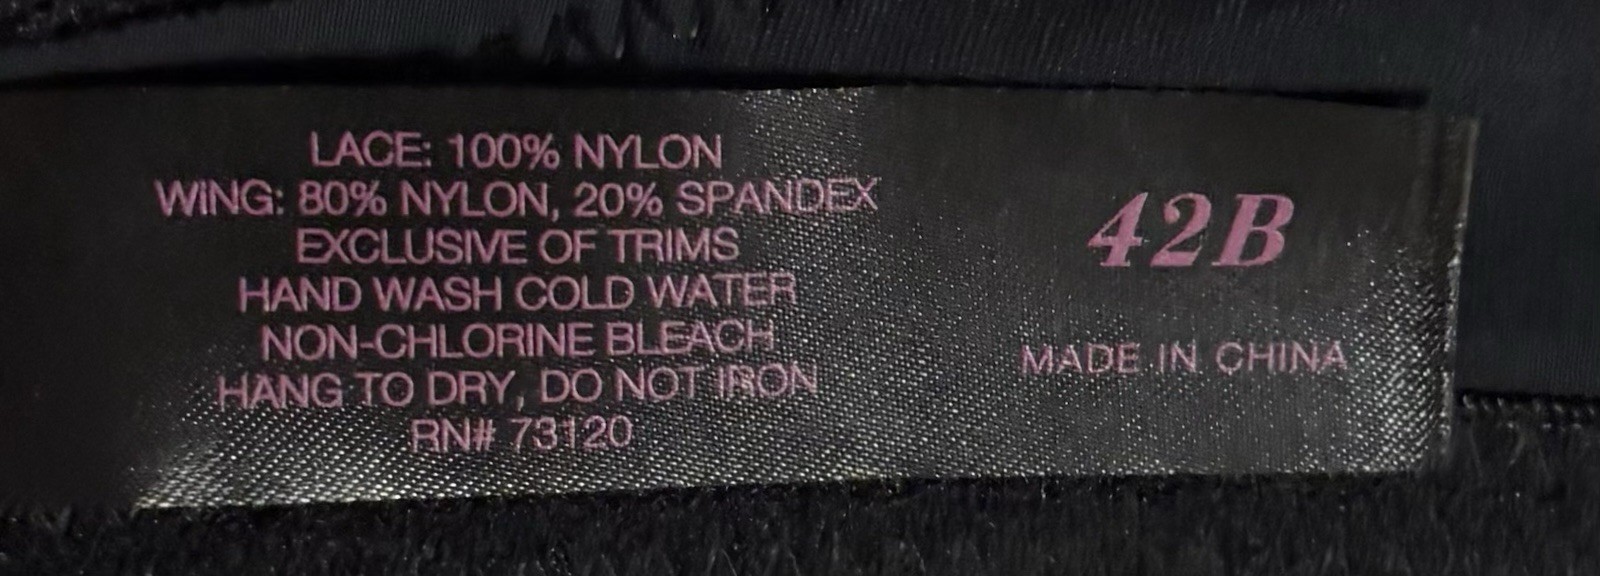 LACE: 100% NYLON
WING: 80% NYLON, 20% SPANDEX
EXCLUSIVE OF TRIMS
HAND WASH COLD WATER
NON-CHLORINE BLEACH
HANG TO DRY, DO NOT IRON
RN# 73120
42B
MADE IN CHINA